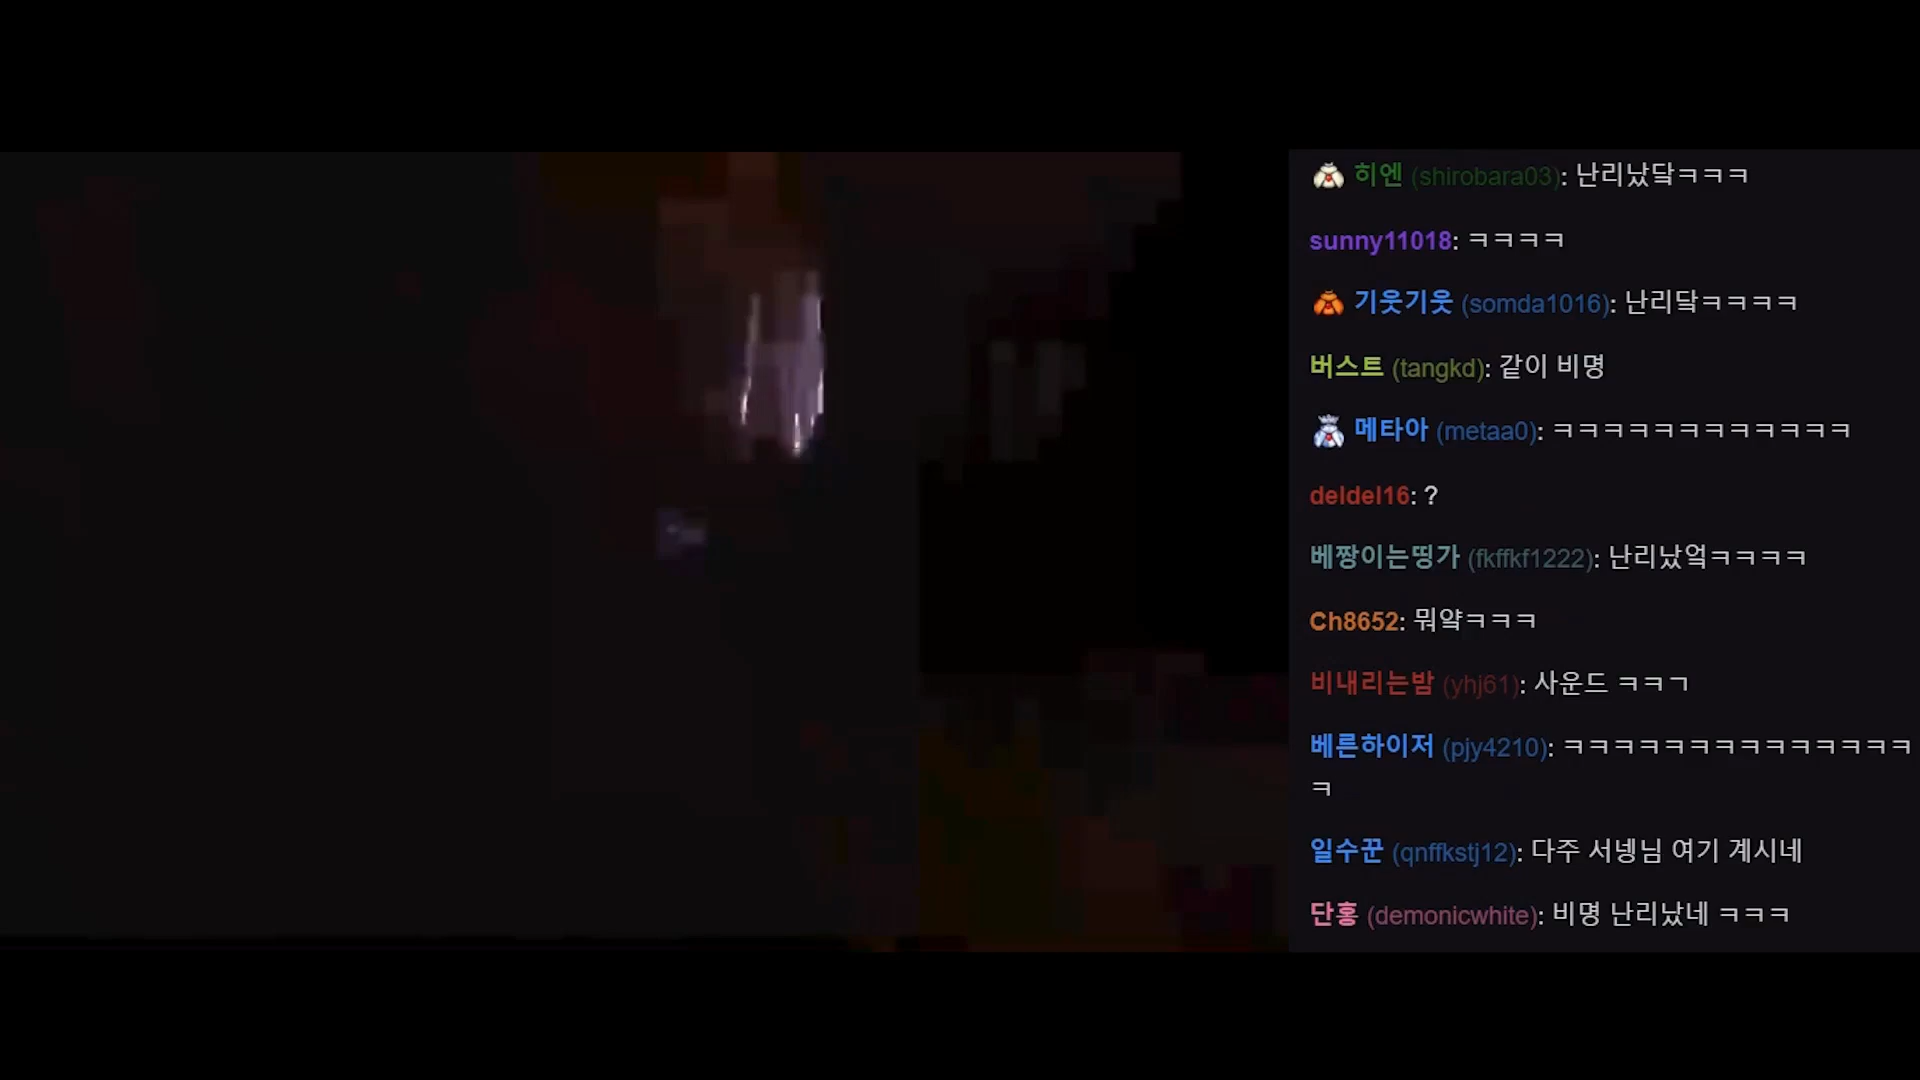 히엔 (shirobara03): 난리났닼ㅋㅋㅋ
sunny11018: ㅋㅋㅋㅋ
기웃기웃 (somda1016): 난리닼ㅋㅋㅋㅋ
버스트 (tangkd): 같이 비명
메타아 (metaa0): ㅋㅋㅋㅋㅋㅋㅋㅋㅋㅋㅋㅋ
deldel16: ?
베짱이는띵가 (fkffkf1222): 난리났엌ㅋㅋㅋㅋ
Ch8652: 뭐얔ㅋㅋㅋ
비내리는밤 (yhj61): 사운드 ㅋㅋㄱ
베른하이저 (pjy4210): ㅋㅋㅋㅋㅋㅋㅋㅋㅋㅋㅋㅋㅋㅋ
ㅋ
일수꾼 (qnffkstj12): 다주 서넹님 여기 계시네
단홍 (demonicwhite): 비명 난리났네 ㅋㅋㅋ